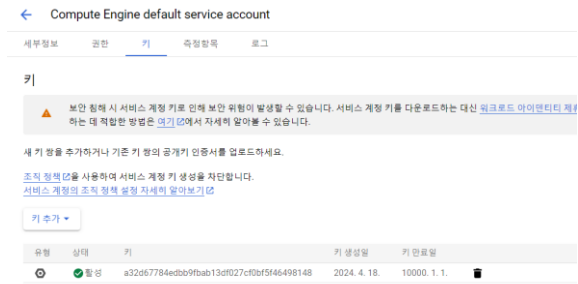 Compute Engine default service account
세부정보 권한 키 측정항목 로그
키
보안 침해 시 서비스 계정 키로 인해 보안 위험이 발생할 수 있습니다. 서비스 계정 키를 다운로드하는 대신 워크로드 아이덴티티 제휴
하는 데 적합한 방법은 여기에서 자세히 알아볼 수 있습니다.
새 키 쌍을 추가하거나 기존 키 쌍의 공개키 인증서를 업로드하세요.
조직 정책을 사용하여 서비스 계정 키 생성을 차단합니다.
서비스 계정의 조직 정책 설정 자세히 알아보기
키 추가
유형 상태 키 키 생성일 키 만료일
활성 a32d67784edbb9fbab13df027cf0bf5f46498148 2024. 4. 18. 10000. 1. 1.